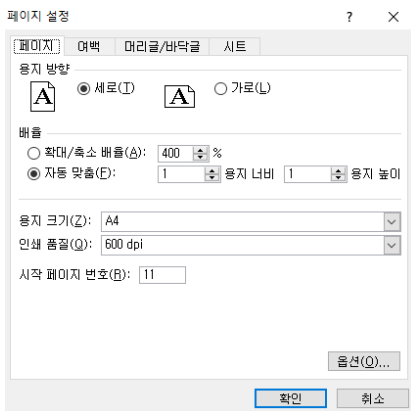 페이지 설정 ? ×
페이지 여백 머리글/바닥글 시트
용지 방향
A 세로(T) A 가로(L)
배율
확대/축소 배율(A): 400 %
자동 맞춤(F): 1 용지 너비 1 용지 높이
용지 크기(Z): A4
인쇄 품질(Q): 600 dpi
시작 페이지 번호(R): 11
옵션(O)...
확인 취소